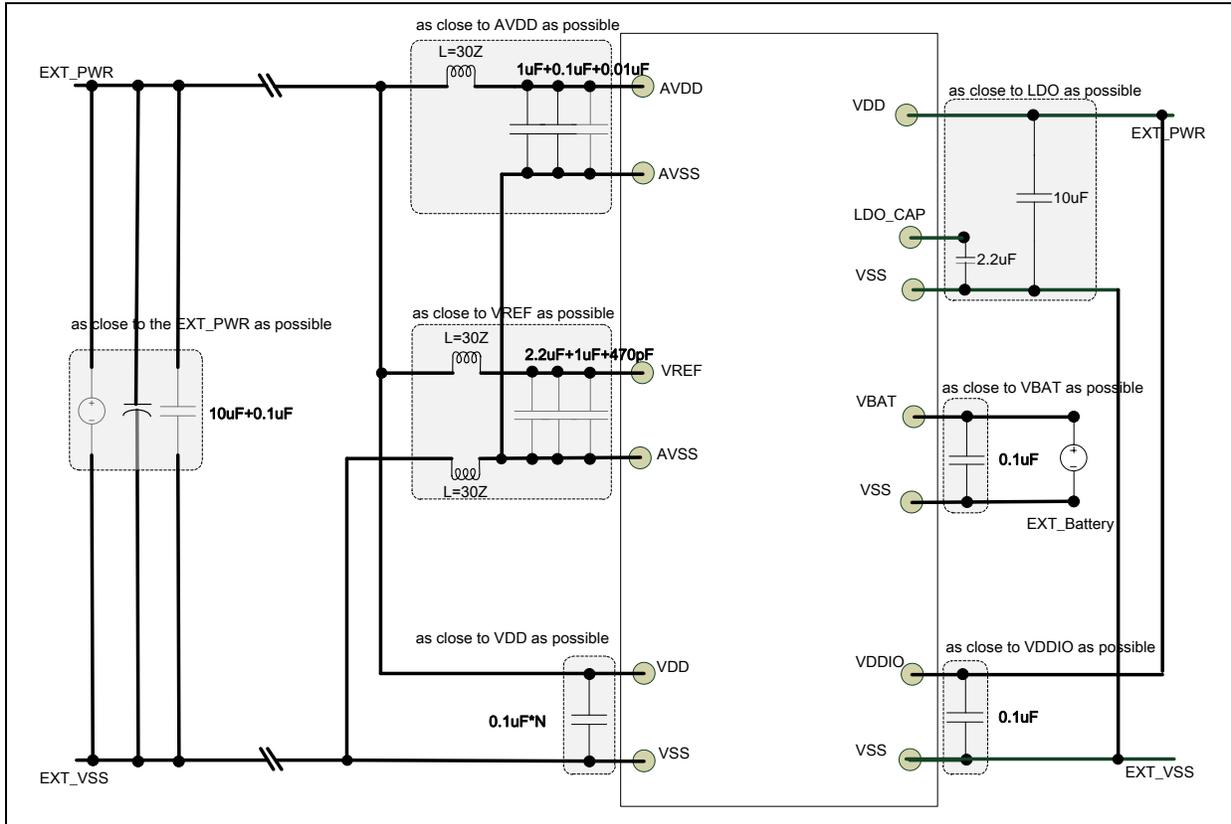 as close to AVDD as possible
L=30Z
EXT_PWR
1uF+0.1uF+0.01uF
AVDD
AVSS
as close to LDO as possible
VDD
EXT_PWR
10uF
LDO_CAP
2.2uF
VSS
as close to the EXT_PWR as possible
+
-
10uF+0.1uF
as close to VREF as possible
L=30Z
2.2uF+1uF+470pF
VREF
AVSS
L=30Z
as close to VBAT as possible
VBAT
0.1uF
+
-
VSS
EXT_Battery
as close to VDD as possible
VDD
0.1uF*N
VSS
EXT_VSS
as close to VDDIO as possible
VDDIO
0.1uF
VSS
EXT_VSS